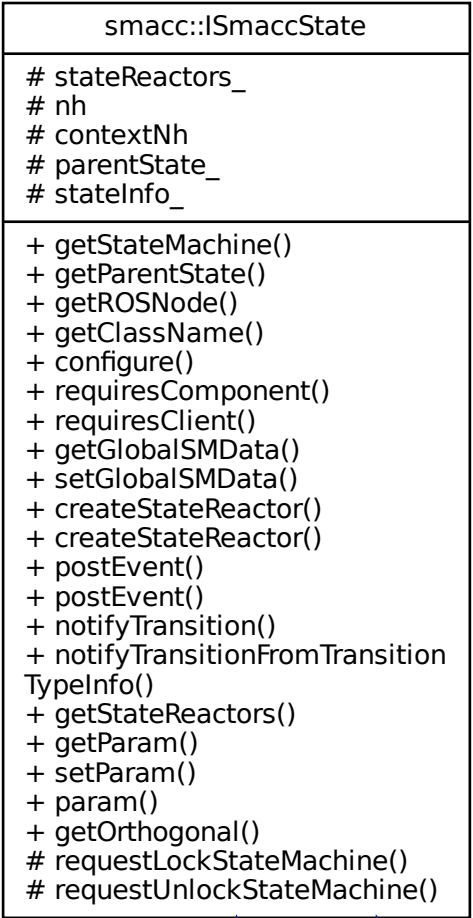 smacc::ISmaccState
# stateReactors_
# nh
# contextNh
# parentState_
# stateInfo_
+ getStateMachine()
+ getParentState()
+ getROSNode()
+ getClassName()
+ configure()
+ requiresComponent()
+ requiresClient()
+ getGlobalSMData()
+ setGlobalSMData()
+ createStateReactor()
+ createStateReactor()
+ postEvent()
+ postEvent()
+ notifyTransition()
+ notifyTransitionFromTransition
TypeInfo()
+ getStateReactors()
+ getParam()
+ setParam()
+ param()
+ getOrthogonal()
# requestLockStateMachine()
# requestUnlockStateMachine()